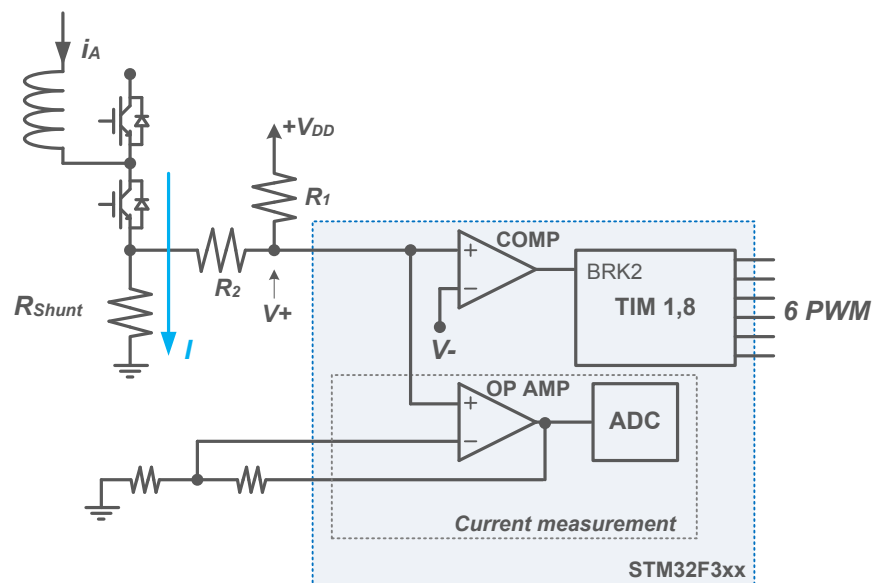 iA
+VDD
R1
COMP
+
BRK2
R2
−
TIM 1,8
RShunt
V+
6 PWM
I
V-
OP AMP
+
ADC
−
Current measurement
STM32F3xx